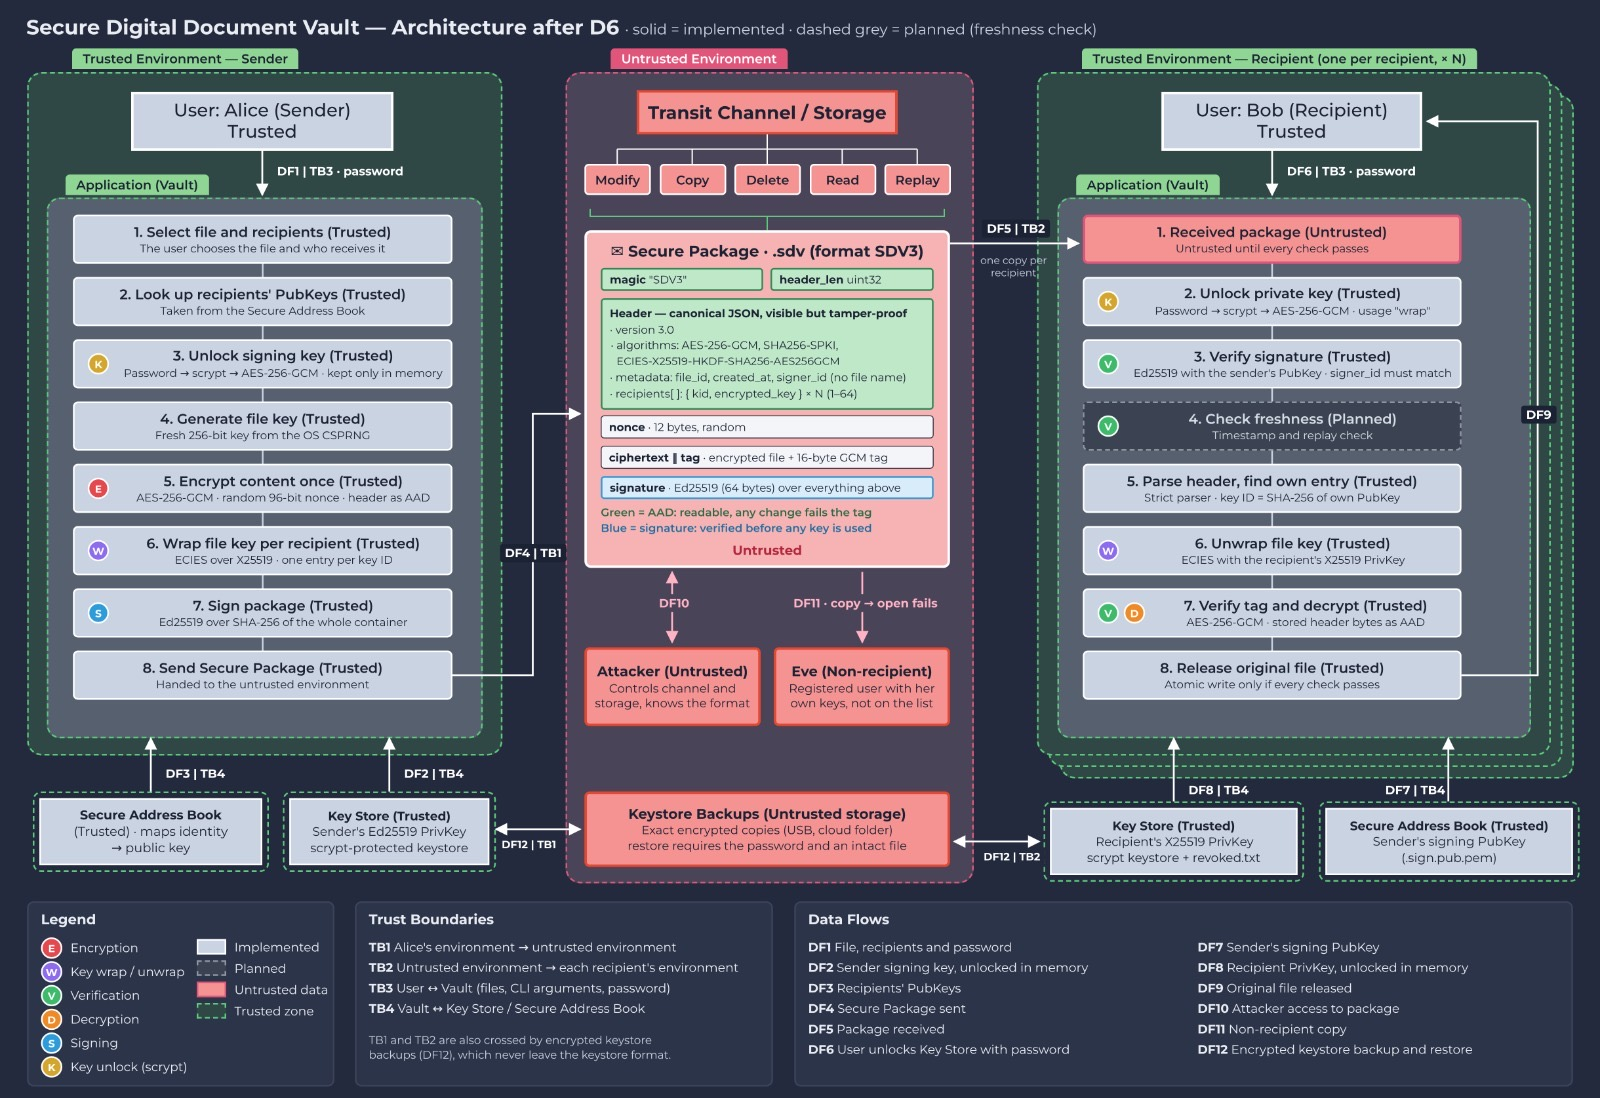 Secure Digital Document Vault — Architecture after D6 · solid = implemented · dashed grey = planned (freshness check)
Trusted Environment — Sender
User: Alice (Sender)
Trusted
DF1 | TB3 · password
Application (Vault)
1. Select file and recipients (Trusted)
The user chooses the file and who receives it
2. Look up recipients' PubKeys (Trusted)
Taken from the Secure Address Book
K
3. Unlock signing key (Trusted)
Password → scrypt → AES-256-GCM · kept only in memory
4. Generate file key (Trusted)
Fresh 256-bit key from the OS CSPRNG
E
5. Encrypt content once (Trusted)
AES-256-GCM · random 96-bit nonce · header as AAD
W
6. Wrap file key per recipient (Trusted)
ECIES over X25519 · one entry per key ID
S
7. Sign package (Trusted)
Ed25519 over SHA-256 of the whole container
8. Send Secure Package (Trusted)
Handed to the untrusted environment
DF3 | TB4
DF2 | TB4
Secure Address Book
(Trusted) · maps identity
→ public key
Key Store (Trusted)
Sender's Ed25519 PrivKey
scrypt-protected keystore
DF4 | TB1
DF12 | TB1
Untrusted Environment
Transit Channel / Storage
Modify
Copy
Delete
Read
Replay
✉ Secure Package · .sdv (format SDV3)
magic "SDV3"
header_len uint32
Header — canonical JSON, visible but tamper-proof
· version 3.0
· algorithms: AES-256-GCM, SHA256-SPKI,
ECIES-X25519-HKDF-SHA256-AES256GCM
· metadata: file_id, created_at, signer_id (no file name)
· recipients[ ]: { kid, encrypted_key } × N (1–64)
nonce · 12 bytes, random
ciphertext ‖ tag · encrypted file + 16-byte GCM tag
signature · Ed25519 (64 bytes) over everything above
Green = AAD: readable, any change fails the tag
Blue = signature: verified before any key is used
Untrusted
DF10
DF11 · copy → open fails
Attacker (Untrusted)
Controls channel and
storage, knows the format
Eve (Non-recipient)
Registered user with her
own keys, not on the list
Keystore Backups (Untrusted storage)
Exact encrypted copies (USB, cloud folder)
restore requires the password and an intact file
DF5 | TB2
one copy per
recipient
DF12 | TB2
Trusted Environment — Recipient (one per recipient, × N)
User: Bob (Recipient)
Trusted
DF6 | TB3 · password
Application (Vault)
1. Received package (Untrusted)
Untrusted until every check passes
K
2. Unlock private key (Trusted)
Password → scrypt → AES-256-GCM · usage "wrap"
V
3. Verify signature (Trusted)
Ed25519 with the sender's PubKey · signer_id must match
V
4. Check freshness (Planned)
Timestamp and replay check
5. Parse header, find own entry (Trusted)
Strict parser · key ID = SHA-256 of own PubKey
W
6. Unwrap file key (Trusted)
ECIES with the recipient's X25519 PrivKey
V D
7. Verify tag and decrypt (Trusted)
AES-256-GCM · stored header bytes as AAD
8. Release original file (Trusted)
Atomic write only if every check passes
DF9
DF8 | TB4
DF7 | TB4
Key Store (Trusted)
Recipient's X25519 PrivKey
scrypt keystore + revoked.txt
Secure Address Book (Trusted)
Sender's signing PubKey
(.sign.pub.pem)
Legend
E Encryption
W Key wrap / unwrap
V Verification
D Decryption
S Signing
K Key unlock (scrypt)
Implemented
Planned
Untrusted data
Trusted zone
Trust Boundaries
TB1 Alice's environment → untrusted environment
TB2 Untrusted environment → each recipient's environment
TB3 User ↔ Vault (files, CLI arguments, password)
TB4 Vault ↔ Key Store / Secure Address Book
TB1 and TB2 are also crossed by encrypted keystore
backups (DF12), which never leave the keystore format.
Data Flows
DF1 File, recipients and password
DF2 Sender signing key, unlocked in memory
DF3 Recipients' PubKeys
DF4 Secure Package sent
DF5 Package received
DF6 User unlocks Key Store with password
DF7 Sender's signing PubKey
DF8 Recipient PrivKey, unlocked in memory
DF9 Original file released
DF10 Attacker access to package
DF11 Non-recipient copy
DF12 Encrypted keystore backup and restore